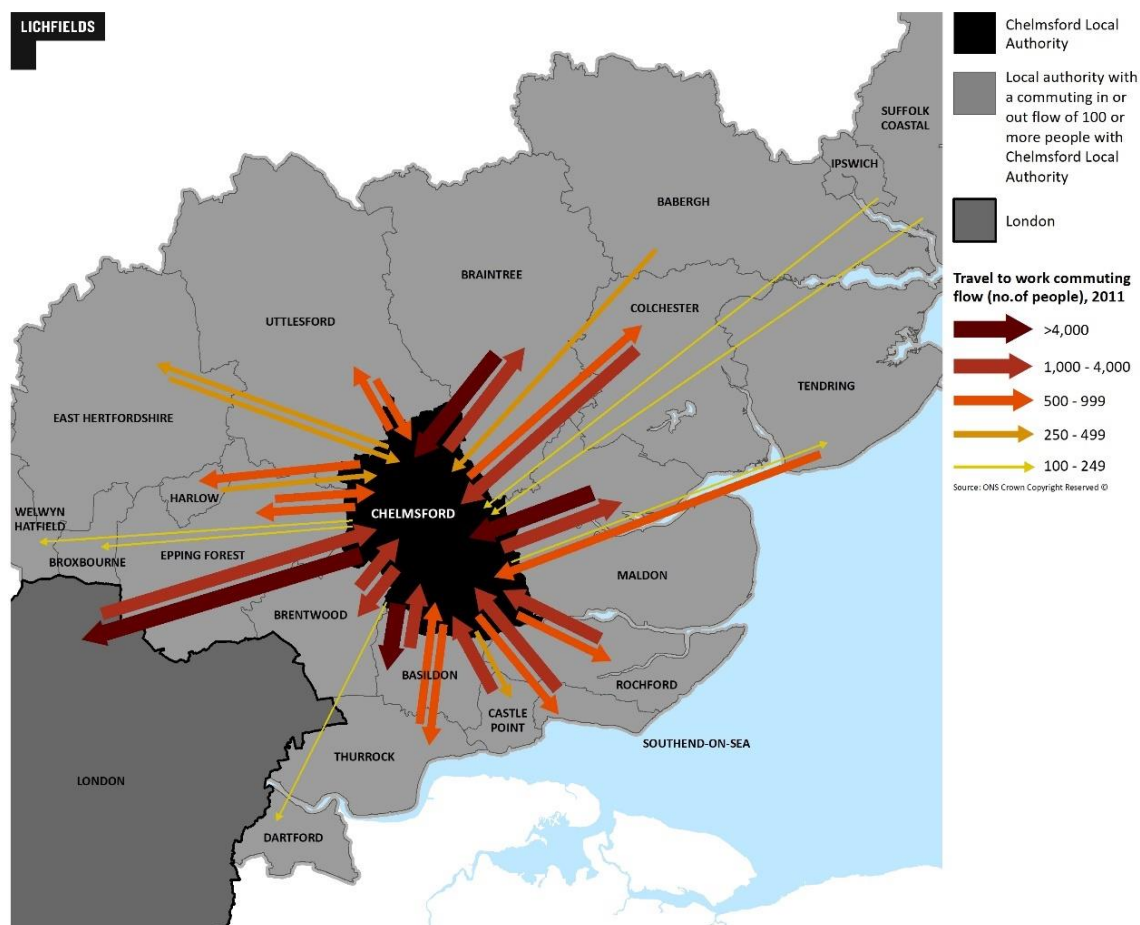 LICHFIELDS
Chelmsford Local
Authority
Local authority with
a commuting in or
out flow of 100 or
more people with
Chelmsford Local
Authority
London
Travel to work commuting
flow (no.of people), 2011
>4,000
1,000 - 4,000
500 - 999
250 - 499
100 - 249
Source: ONS Crown Copyright Reserved ©
SUFFOLK
COASTAL
IPSWICH
BABERGH
BRAINTREE
COLCHESTER
UTTLESFORD
TENDRING
EAST HERTFORDSHIRE
HARLOW
WELWYN
HATFIELD
CHELMSFORD
BROXBOURNE
EPPING FOREST
MALDON
BRENTWOOD
BASILDON
ROCHFORD
CASTLE
POINT
SOUTHEND-ON-SEA
THURROCK
LONDON
DARTFORD